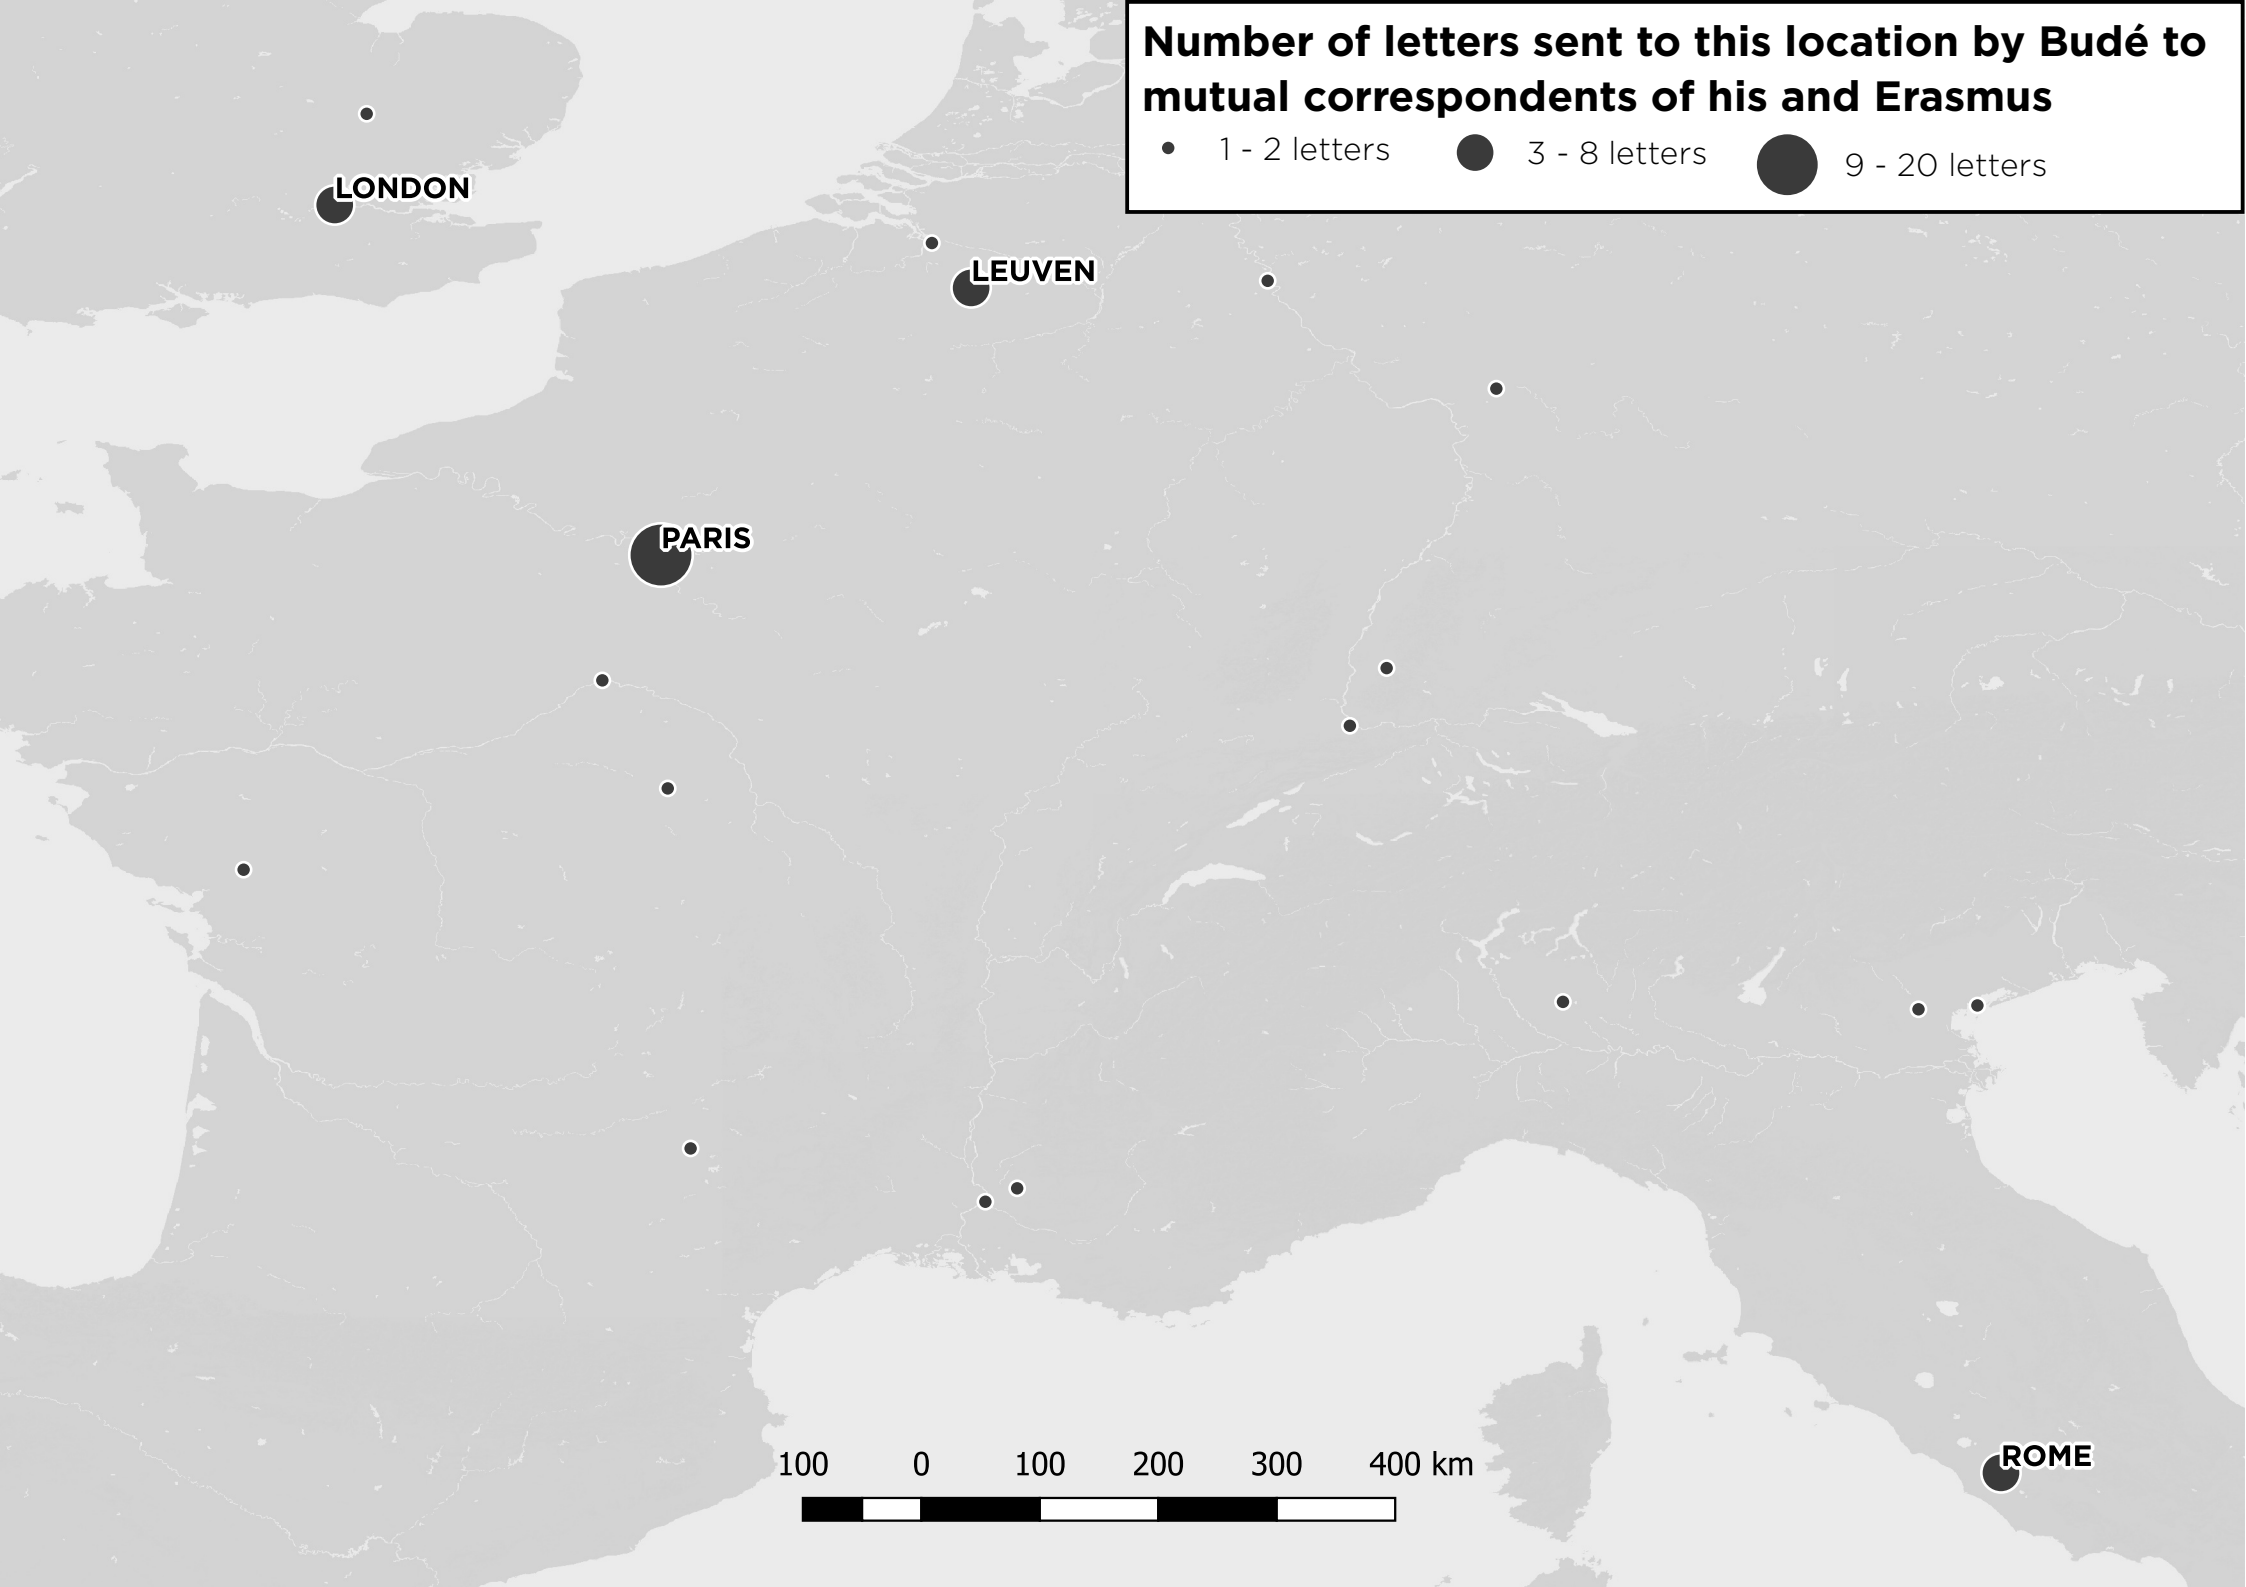 Number of letters sent to this location by Budé to
mutual correspondents of his and Erasmus
1 - 2 letters
3 - 8 letters
9 - 20 letters
LONDON
LEUVEN
PARIS
ROME
100 0 100 200 300 400 km